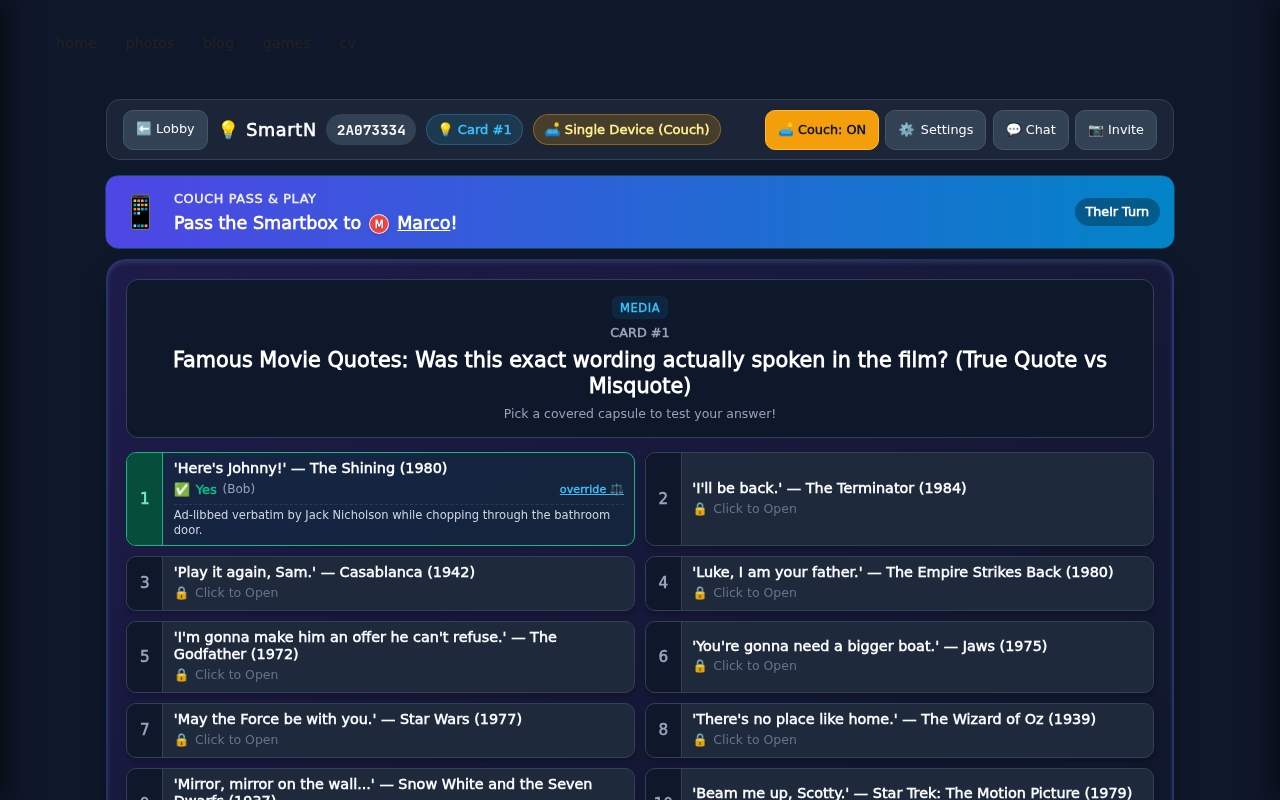 home photos blog games cv
⬅️ Lobby 💡 SmartN 2A073334 💡 Card #1 🛋️ Single Device (Couch) 🛋️ Couch: ON ⚙️ Settings 💬 Chat 📷 Invite
COUCH PASS & PLAY
Pass the Smartbox to M Marco!
Their Turn
MEDIA
CARD #1
Famous Movie Quotes: Was this exact wording actually spoken in the film? (True Quote vs
Misquote)
Pick a covered capsule to test your answer!
1
'Here's Johnny!' — The Shining (1980)
✅ Yes (Bob) override ⚖️
Ad-libbed verbatim by Jack Nicholson while chopping through the bathroom
door.
2
'I'll be back.' — The Terminator (1984)
🔒 Click to Open
3
'Play it again, Sam.' — Casablanca (1942)
🔒 Click to Open
4
'Luke, I am your father.' — The Empire Strikes Back (1980)
🔒 Click to Open
5
'I'm gonna make him an offer he can't refuse.' — The
Godfather (1972)
🔒 Click to Open
6
'You're gonna need a bigger boat.' — Jaws (1975)
🔒 Click to Open
7
'May the Force be with you.' — Star Wars (1977)
🔒 Click to Open
8
'There's no place like home.' — The Wizard of Oz (1939)
🔒 Click to Open
9
'Mirror, mirror on the wall...' — Snow White and the Seven
Dwarfs (1937)
10
'Beam me up, Scotty.' — Star Trek: The Motion Picture (1979)